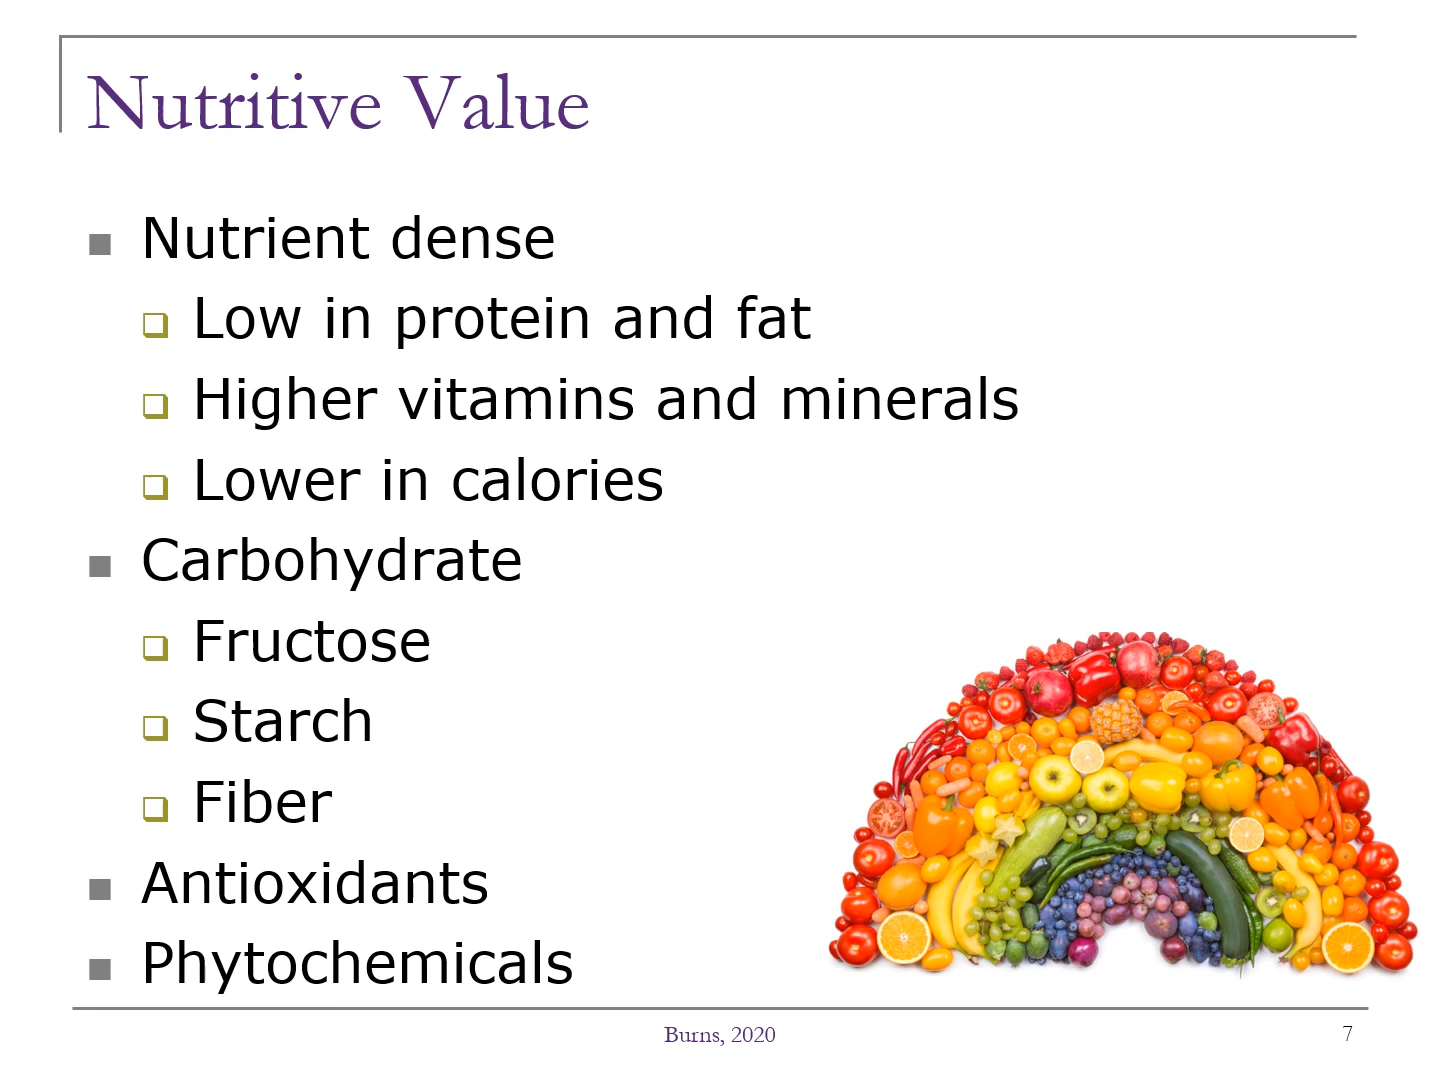 Nutritive Value
Nutrient dense
Low in protein and fat
Higher vitamins and minerals
Lower in calories
Carbohydrate
Fructose
Starch
Fiber
Antioxidants
Phytochemicals
Burns, 2020
7